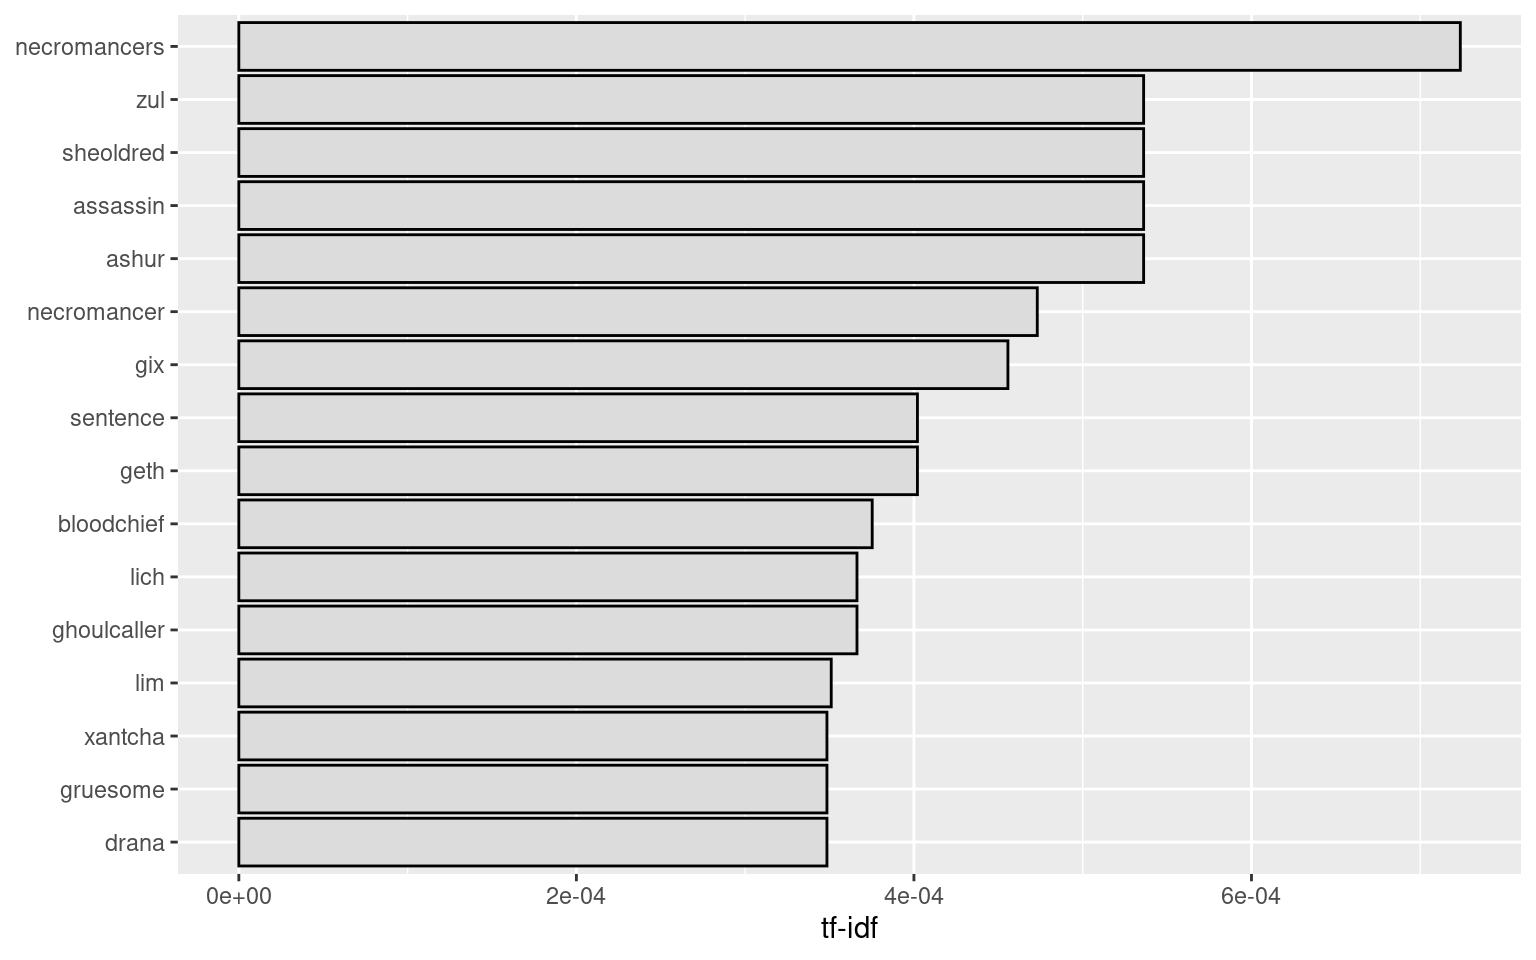 necromancers
zul
sheoldred
assassin
ashur
necromancer
gix
sentence
geth
bloodchief
lich
ghoulcaller
lim
xantcha
gruesome
drana
0e+00 2e-04 4e-04 6e-04
tf-idf